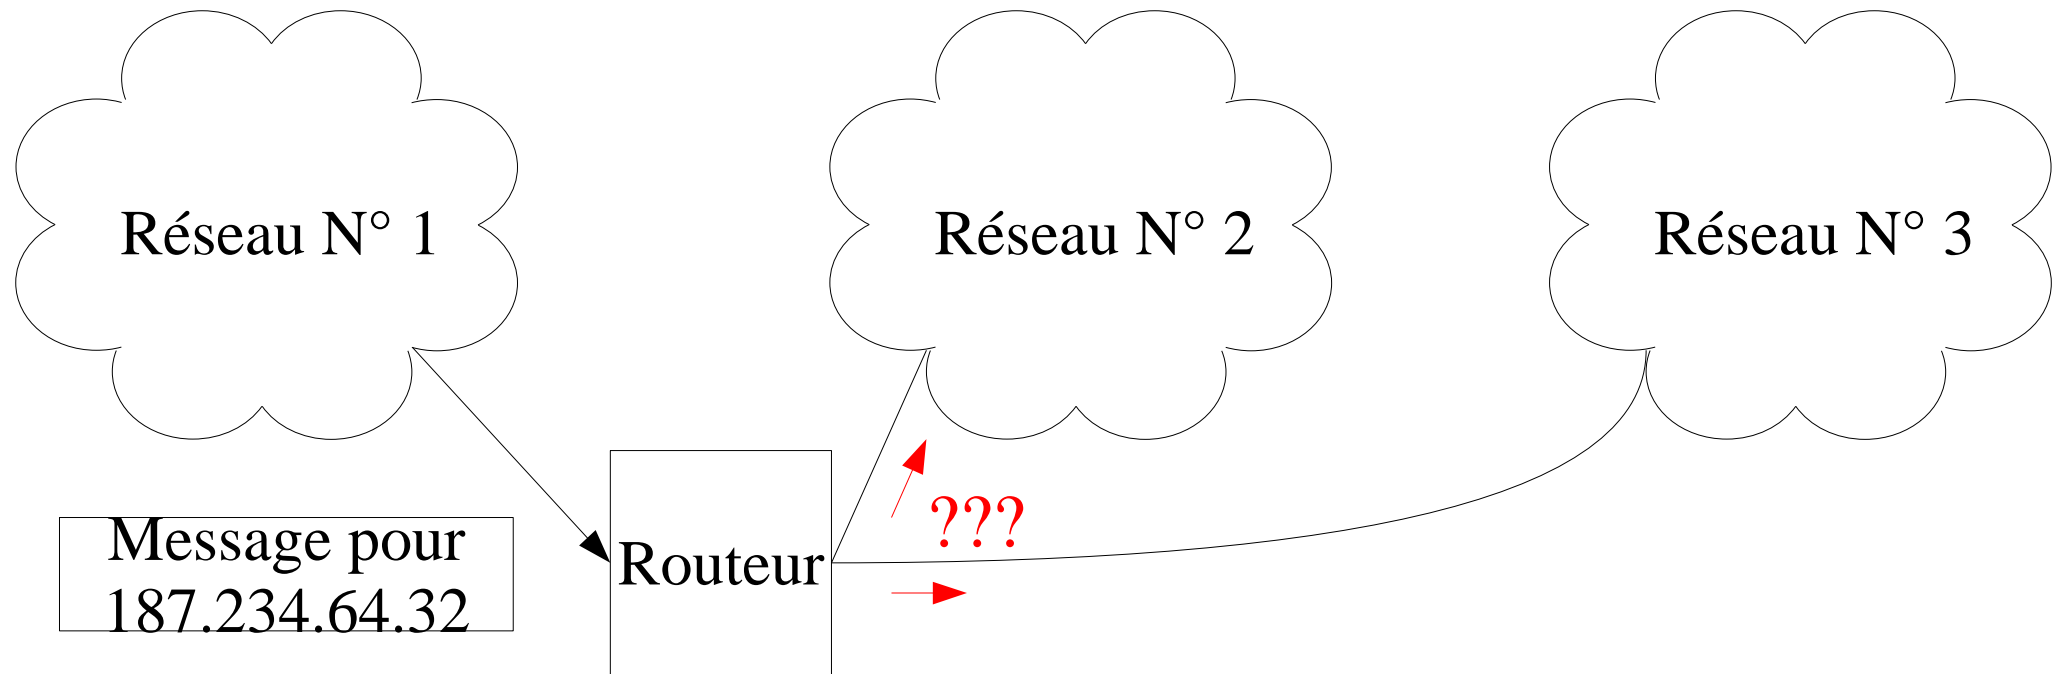 Réseau N° 1
Réseau N° 2
Réseau N° 3
???
Message pour
187.234.64.32
Routeur